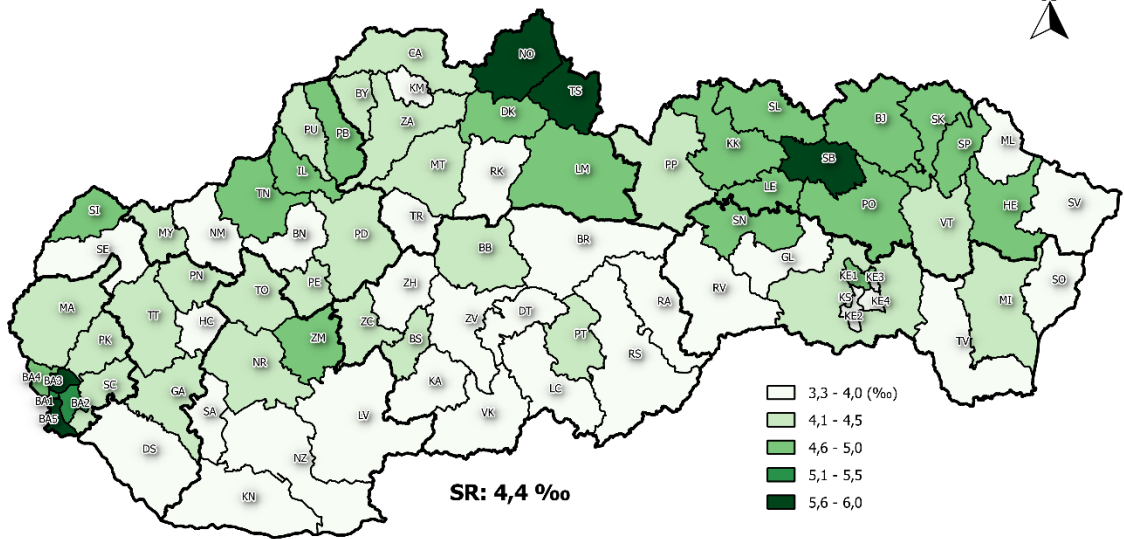 NO
CA
TS
KM
BY
ZA
DK
PU
PB
SL
BJ
SK
SP
ML
KK
MT
RK
LM
PP
SB
IL
LE
PO
HE
SV
TN
SI
TR
SN
VT
MY
NM
BN
PD
BB
BR
SE
GL
PN
PE
ZH
KE1
KE3
SO
MA
TO
RV
RA
KS
KE4
MI
TT
HC
ZC
ZV
DT
KE2
PK
ZM
BS
PT
TV
NR
RS
BA4
BA3
SC
GA
KA
LC
BA1
BA2
SA
LV
VK
BA5
DS
NZ
KN
3,3 - 4,0 (‰)
4,1 - 4,5
4,6 - 5,0
5,1 - 5,5
5,6 - 6,0
SR: 4,4 ‰